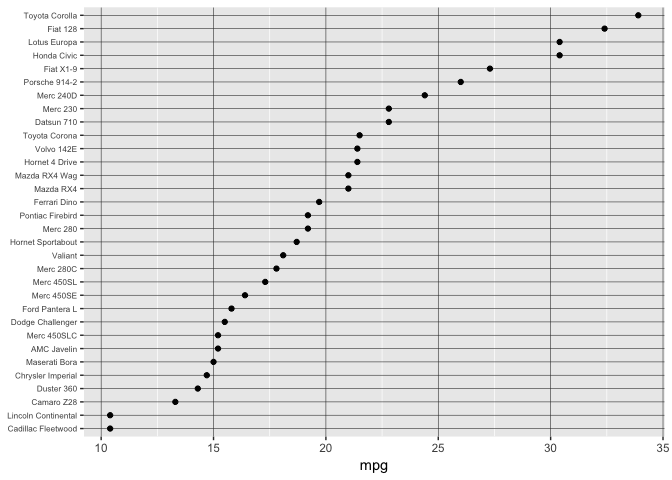 Toyota Corolla
Fiat 128
Lotus Europa
Honda Civic
Fiat X1-9
Porsche 914-2
Merc 240D
Merc 230
Datsun 710
Toyota Corona
Volvo 142E
Hornet 4 Drive
Mazda RX4 Wag
Mazda RX4
Ferrari Dino
Pontiac Firebird
Merc 280
Hornet Sportabout
Valiant
Merc 280C
Merc 450SL
Merc 450SE
Ford Pantera L
Dodge Challenger
Merc 450SLC
AMC Javelin
Maserati Bora
Chrysler Imperial
Duster 360
Camaro Z28
Lincoln Continental
Cadillac Fleetwood
10 15 20 25 30 35
mpg